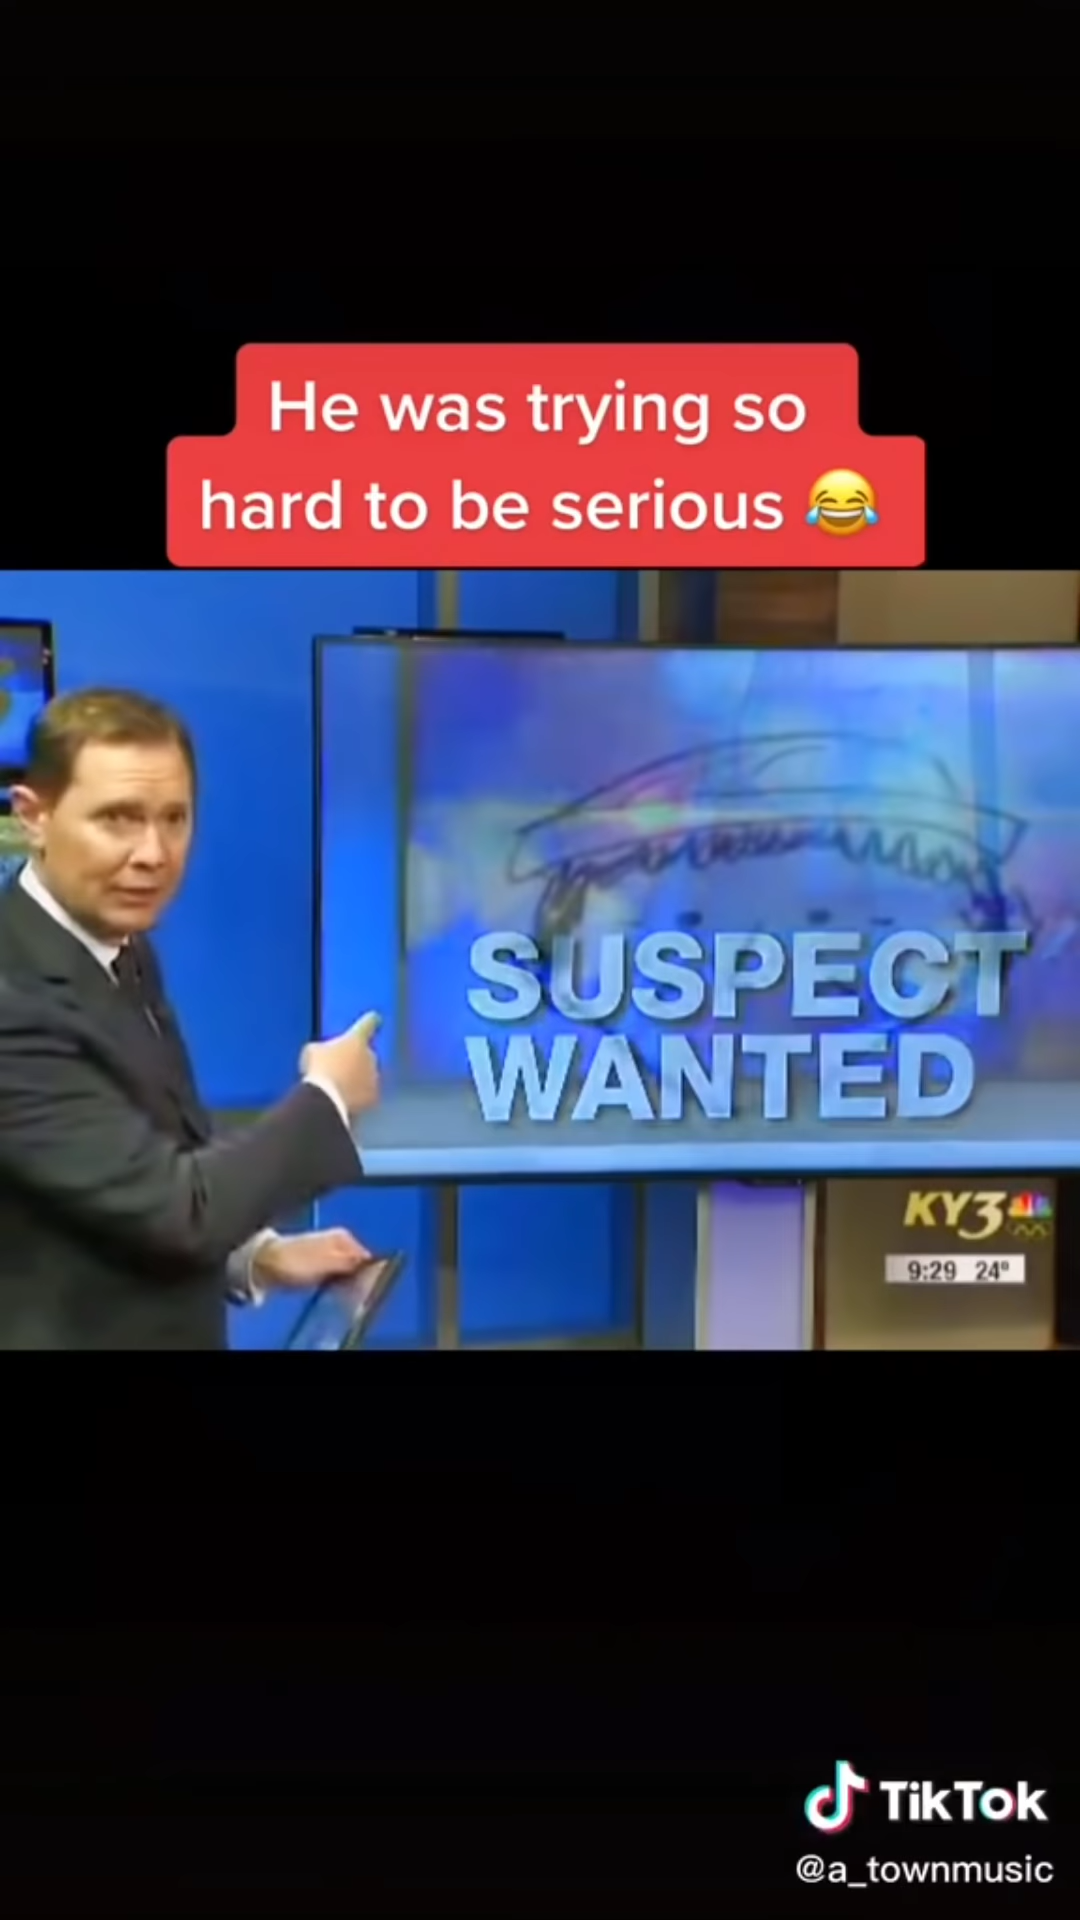 He was trying so
hard to be serious 😂
SUSPECT
WANTED
KY3
9:29 24°
TikTok
@a_townmusic